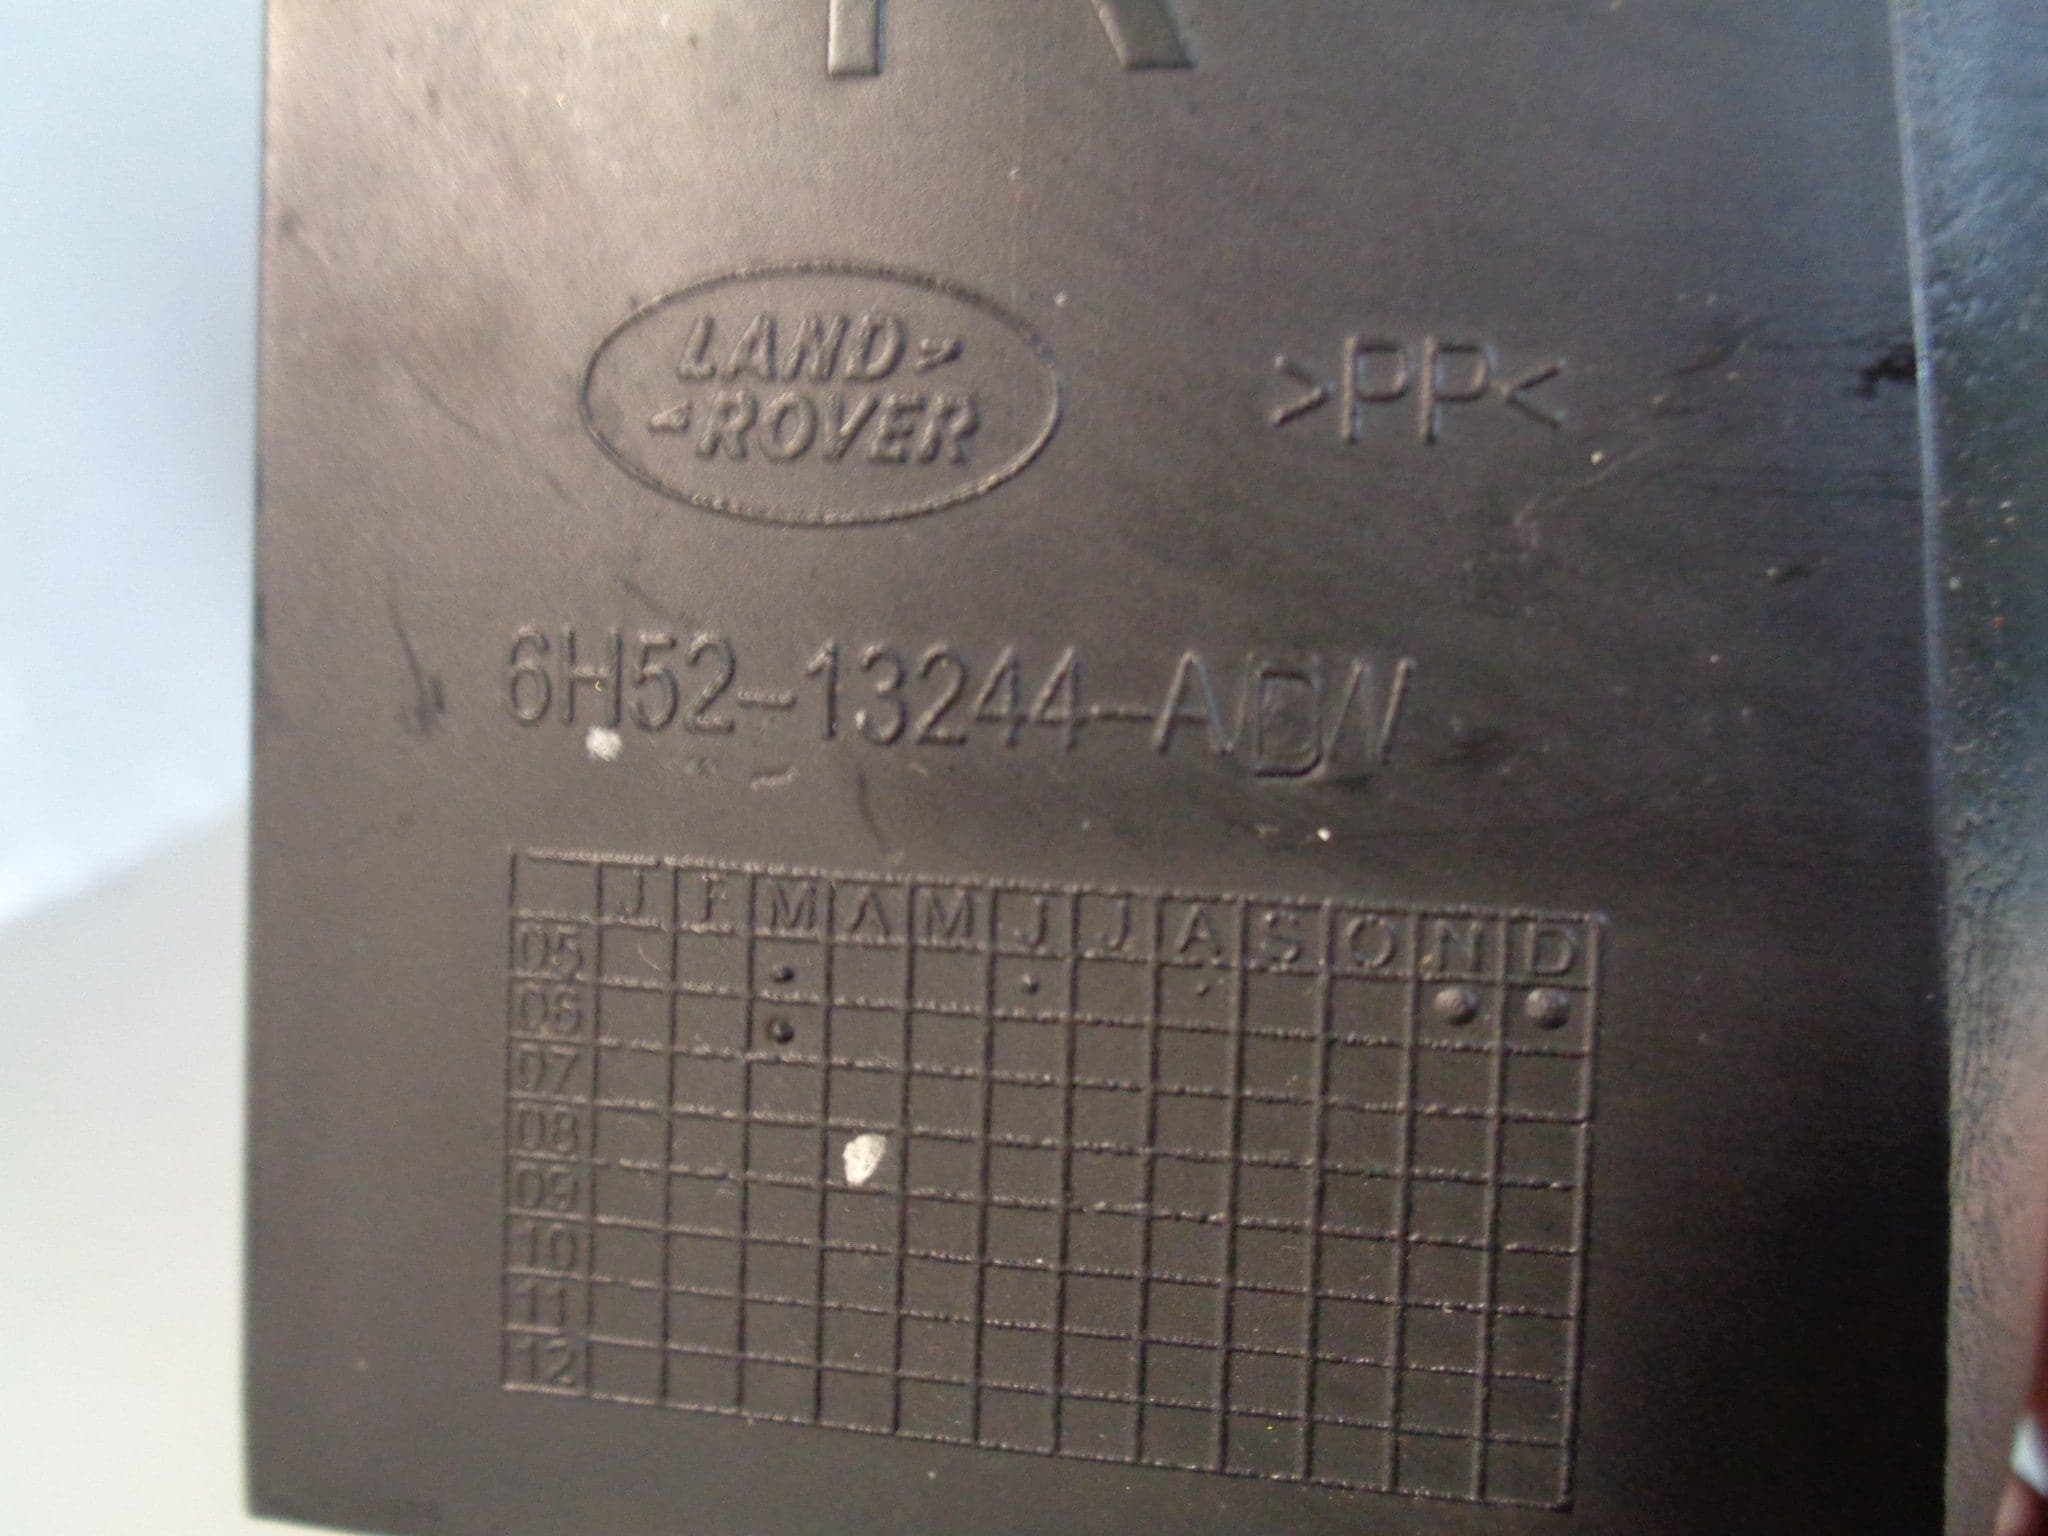 R
LAND
ROVER
>PP<
6H52-13244-ADW
J F M A M J J A S O N D
05
06
07
08
09
10
11
12